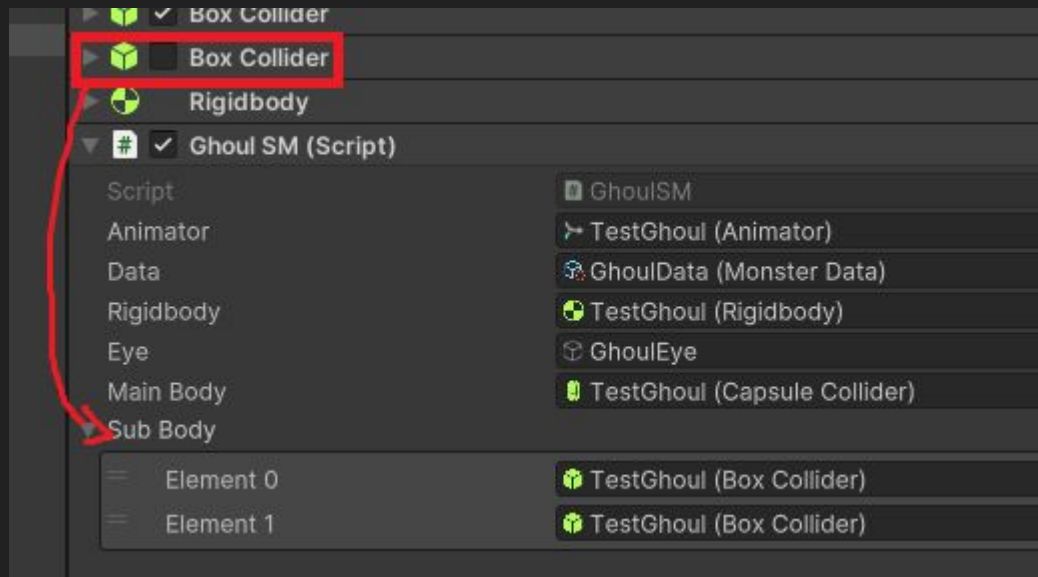 Box Collider
Box Collider
Rigidbody
# Ghoul SM (Script)
Script # GhoulSM
Animator TestGhoul (Animator)
Data GhoulData (Monster Data)
Rigidbody TestGhoul (Rigidbody)
Eye GhoulEye
Main Body TestGhoul (Capsule Collider)
Sub Body
Element 0 TestGhoul (Box Collider)
Element 1 TestGhoul (Box Collider)